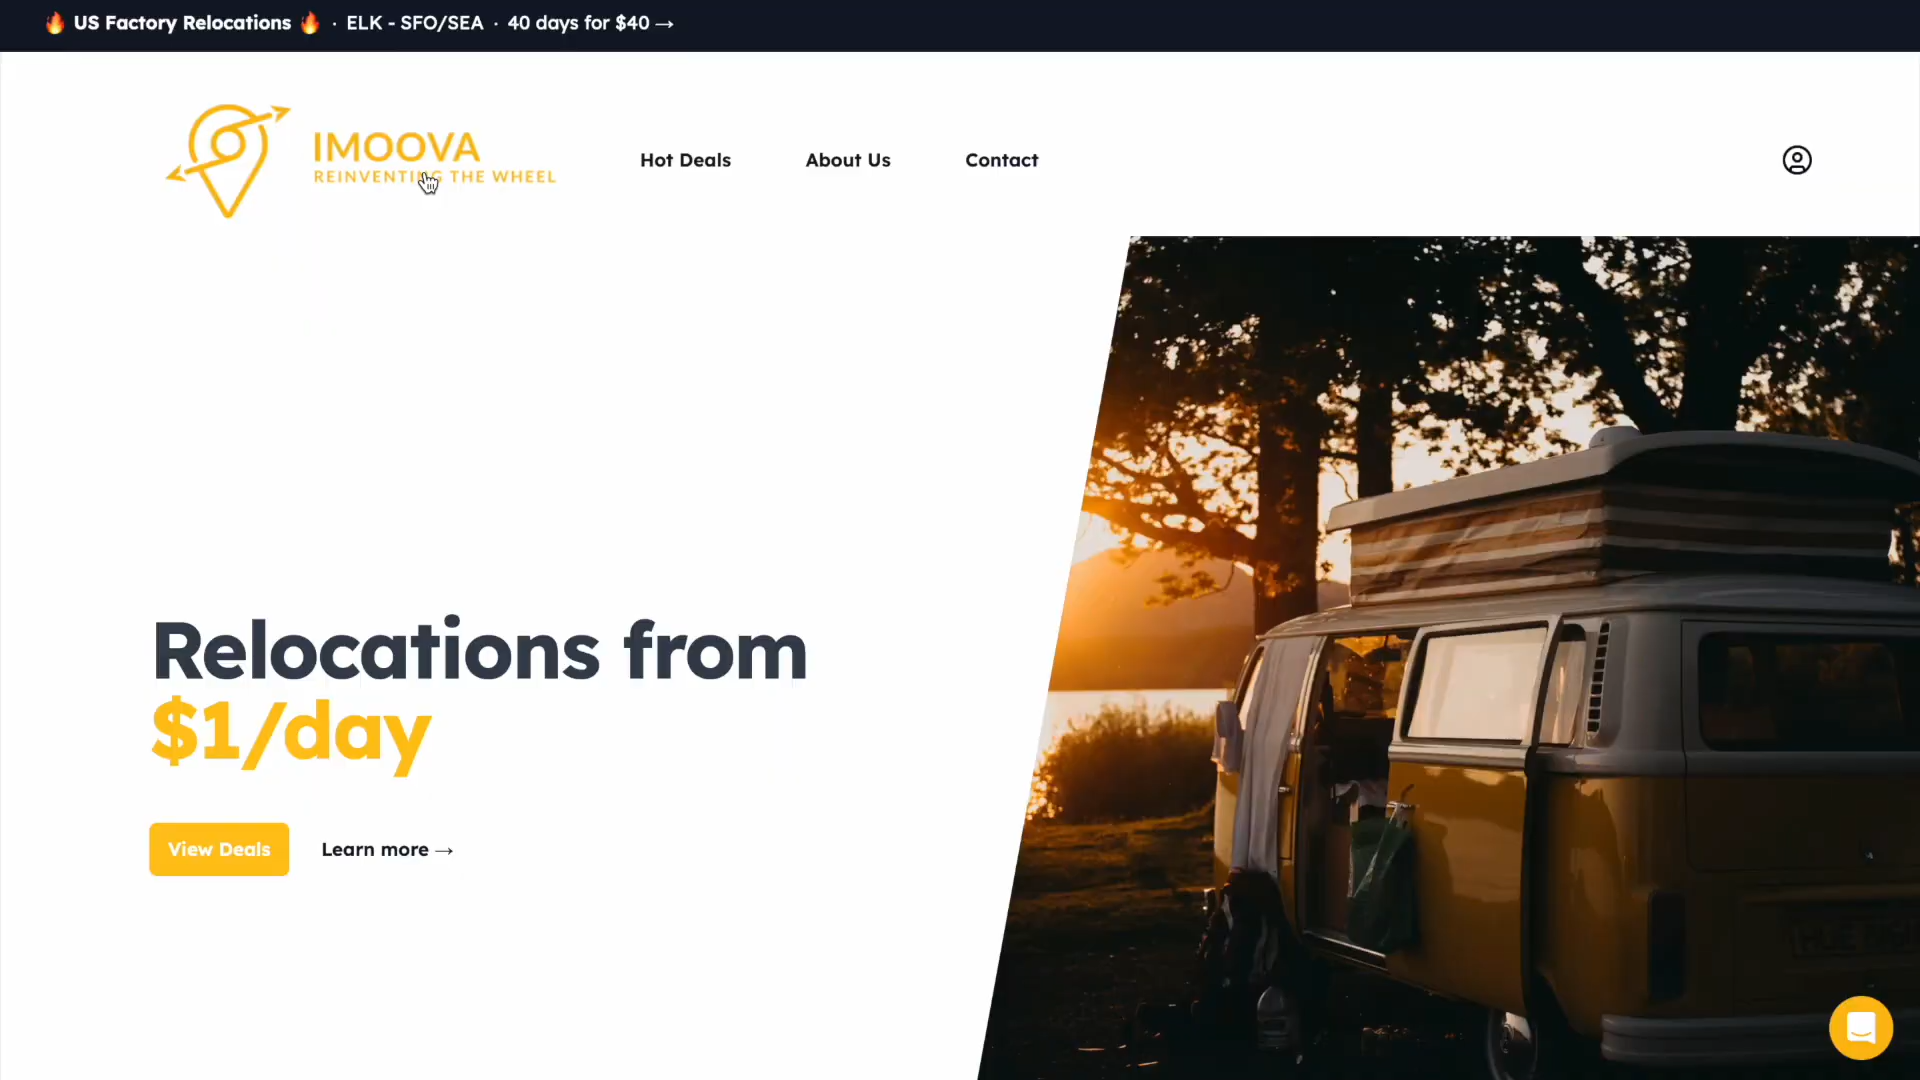 🔥 US Factory Relocations 🔥 · ELK - SFO/SEA · 40 days for $40 →
IMOOVA
REINVENTING THE WHEEL
Hot Deals
About Us
Contact
Relocations from
$1/day
View Deals
Learn more →